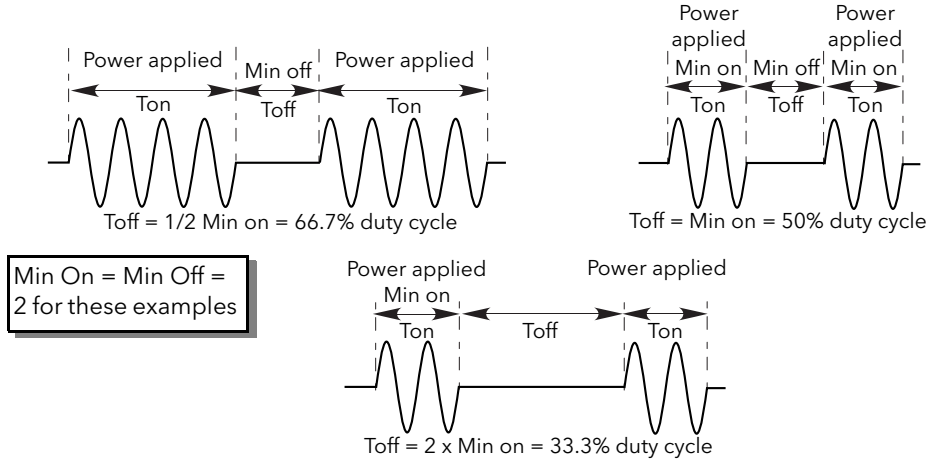 Power applied
Min off
Power applied
Ton
Toff
Ton
Toff = 1/2 Min on = 66.7% duty cycle
Power
applied
Power
applied
Min on
Min off
Min on
Ton
Toff
Ton
Toff = Min on = 50% duty cycle
Min On = Min Off =
2 for these examples
Power applied
Power applied
Min on
Ton
Toff
Ton
Toff = 2 x Min on = 33.3% duty cycle